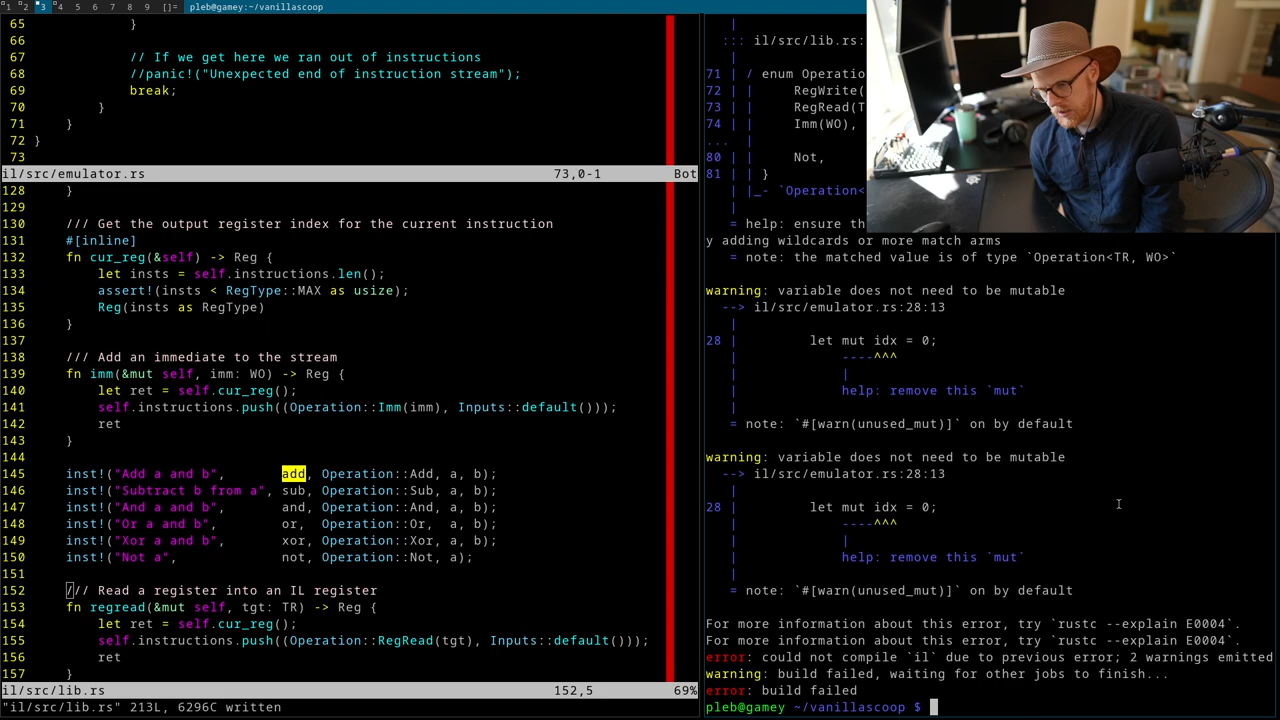 1 2 3 4 5 6 7 8 9 []= pleb@gamey:~/vanillascoop
65             }
66
67             // If we get here we ran out of instructions
68             //panic!("Unexpected end of instruction stream");
69             break;
70         }
71     }
72 }
73
il/src/emulator.rs 73,0-1 Bot
128     }
129
130     /// Get the output register index for the current instruction
131     #[inline]
132     fn cur_reg(&self) -> Reg {
133         let insts = self.instructions.len();
134         assert!(insts < RegType::MAX as usize);
135         Reg(insts as RegType)
136     }
137
138     /// Add an immediate to the stream
139     fn imm(&mut self, imm: WO) -> Reg {
140         let ret = self.cur_reg();
141         self.instructions.push((Operation::Imm(imm), Inputs::default()));
142         ret
143     }
144
145     inst!("Add a and b",       add, Operation::Add, a, b);
146     inst!("Subtract b from a", sub, Operation::Sub, a, b);
147     inst!("And a and b",       and, Operation::And, a, b);
148     inst!("Or a and b",        or,  Operation::Or,  a, b);
149     inst!("Xor a and b",       xor, Operation::Xor, a, b);
150     inst!("Not a",             not, Operation::Not, a);
151
152     /// Read a register into an IL register
153     fn regread(&mut self, tgt: TR) -> Reg {
154         let ret = self.cur_reg();
155         self.instructions.push((Operation::RegRead(tgt), Inputs::default()));
156         ret
157     }
il/src/lib.rs 152,5 69%
"il/src/lib.rs" 213L, 6296C written
   |
  ::: il/src/lib.rs:
   |
71 | / enum Operatio
72 | |     RegWrite(
73 | |     RegRead(T
74 | |     Imm(WO),
...  |
80 | |     Not,
81 | | }
   | |_- `Operation<
   |
   = help: ensure th
y adding wildcards or more match arms
   = note: the matched value is of type `Operation<TR, WO>`

warning: variable does not need to be mutable
  --> il/src/emulator.rs:28:13
   |
28 |         let mut idx = 0;
   |             ----^^^
   |             |
   |             help: remove this `mut`
   |
   = note: `#[warn(unused_mut)]` on by default

warning: variable does not need to be mutable
  --> il/src/emulator.rs:28:13
   |
28 |         let mut idx = 0;
   |             ----^^^
   |             |
   |             help: remove this `mut`
   |
   = note: `#[warn(unused_mut)]` on by default

For more information about this error, try `rustc --explain E0004`.
For more information about this error, try `rustc --explain E0004`.
error: could not compile `il` due to previous error; 2 warnings emitted
warning: build failed, waiting for other jobs to finish...
error: build failed
pleb@gamey ~/vanillascoop $